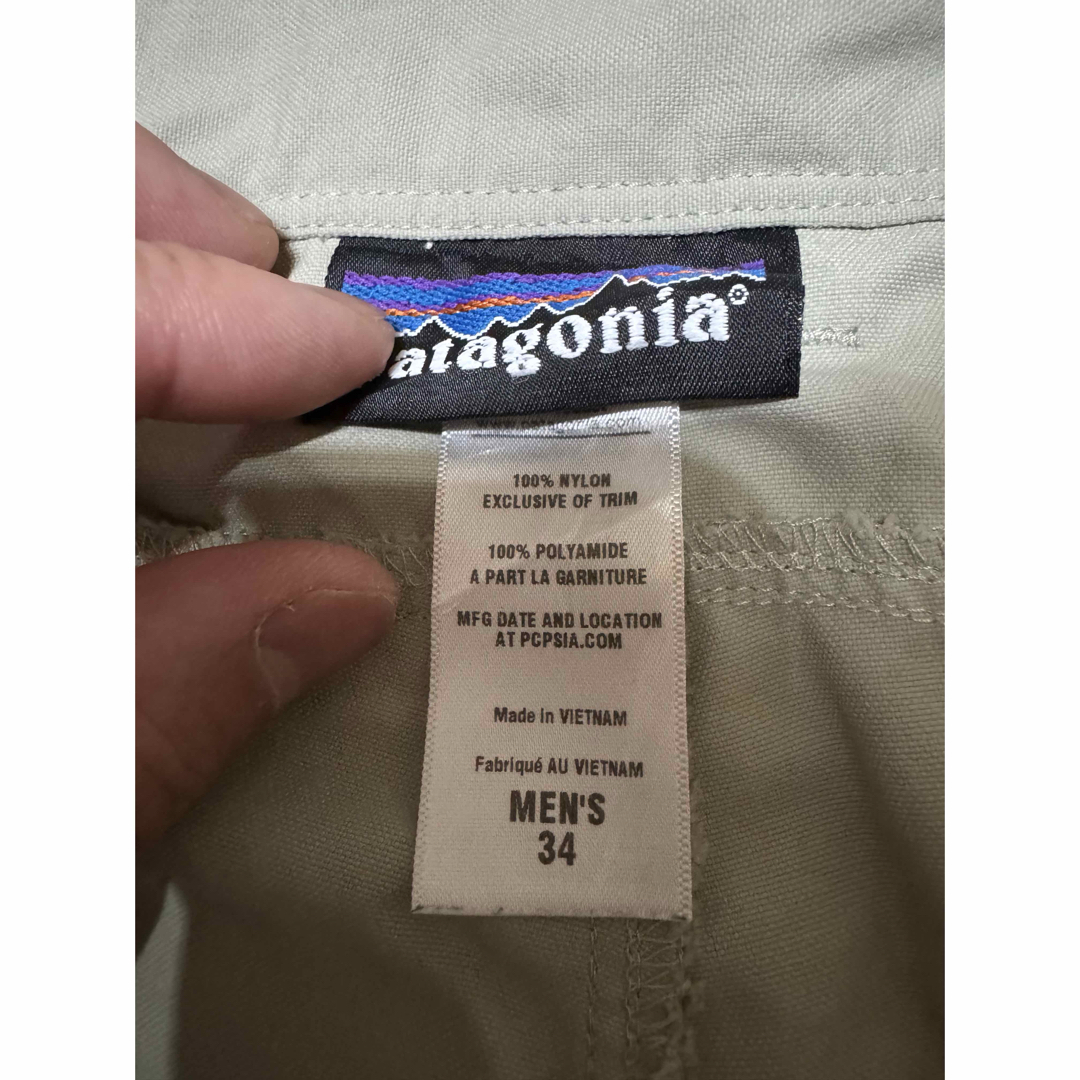 patagonia®
100% NYLON
EXCLUSIVE OF TRIM
100% POLYAMIDE
A PART LA GARNITURE
MFG DATE AND LOCATION
AT PCPSIA.COM
Made in VIETNAM
Fabriqué AU VIETNAM
MEN'S
34